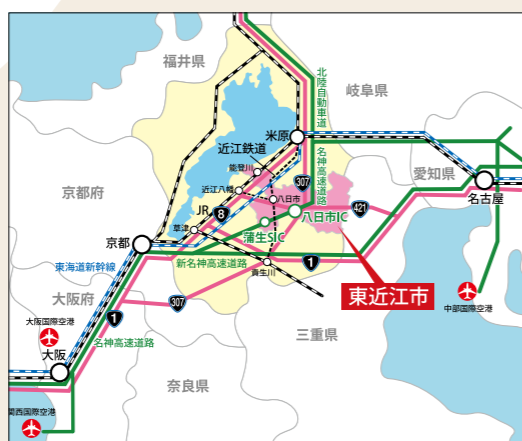 福井県
岐阜県
北陸自動車道
米原
近江鉄道
能登川
名神高速道路
307
愛知県
名古屋
京都府
近江八幡
八日市
421
JR
8
八日市IC
草津
蒲生SIC
京都
東海道新幹線
新名神高速道路
貴生川
1
東近江市
大阪府
307
中部国際空港
1
大阪国際空港
名神高速道路
三重県
大阪
奈良県
関西国際空港